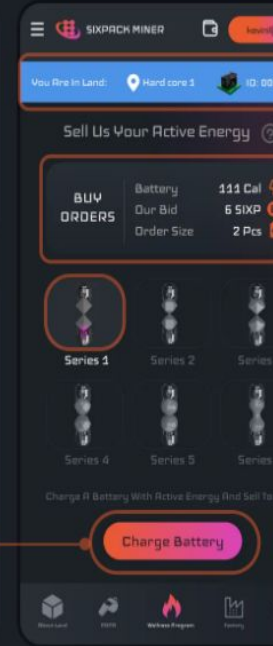 SIXPACK MINER
You Are In Land: Hard core 1 ID: 00
Sell Us Your Active Energy
BUY ORDERS
Battery 111 Cal
Our Bid 6 SIXP
Order Size 2 Pcs
Series 1 Series 2 Series
Series 4 Series 5 Series
Charge A Battery With Active Energy And Sell To
Charge Battery
Wellness Program Factory